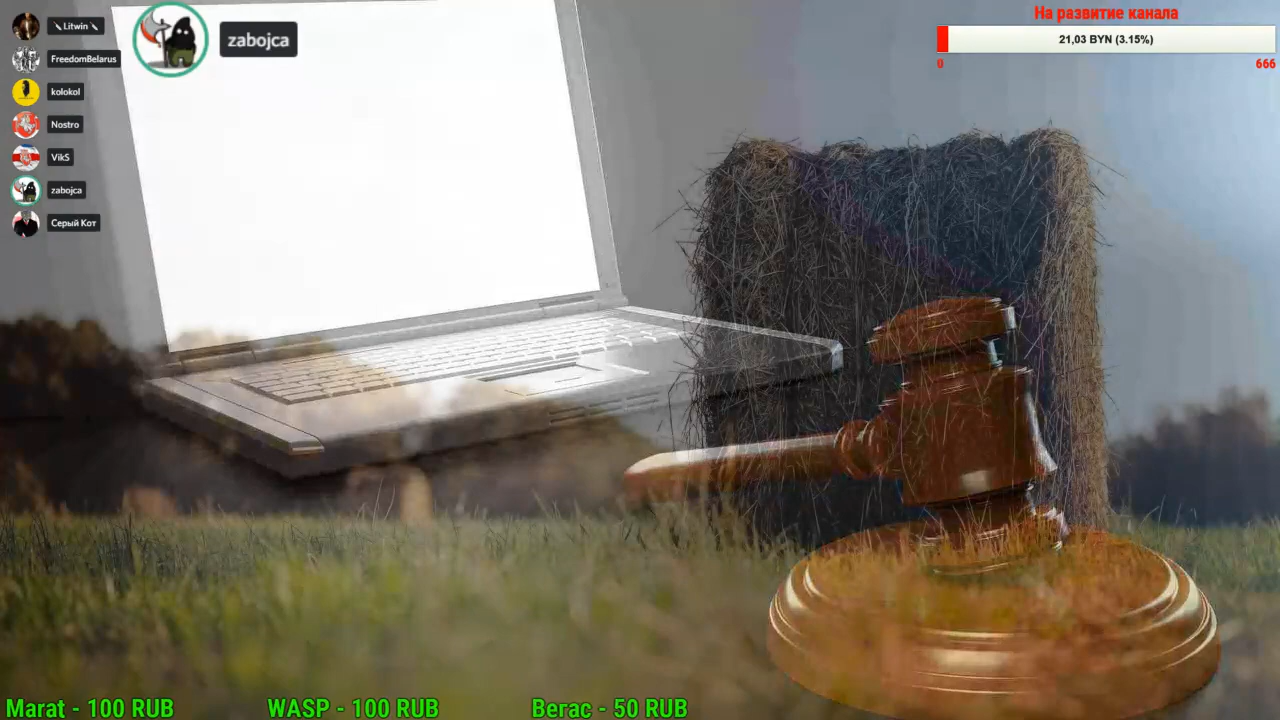 \ Litwin \
FreedomBelarus
kolokol
Nostro
VikS
zabojca
Серый Кот
zabojca
На развитие канала
21,03 BYN (3.15%)
0 666
Marat - 100 RUB WASP - 100 RUB Вегас - 50 RUB